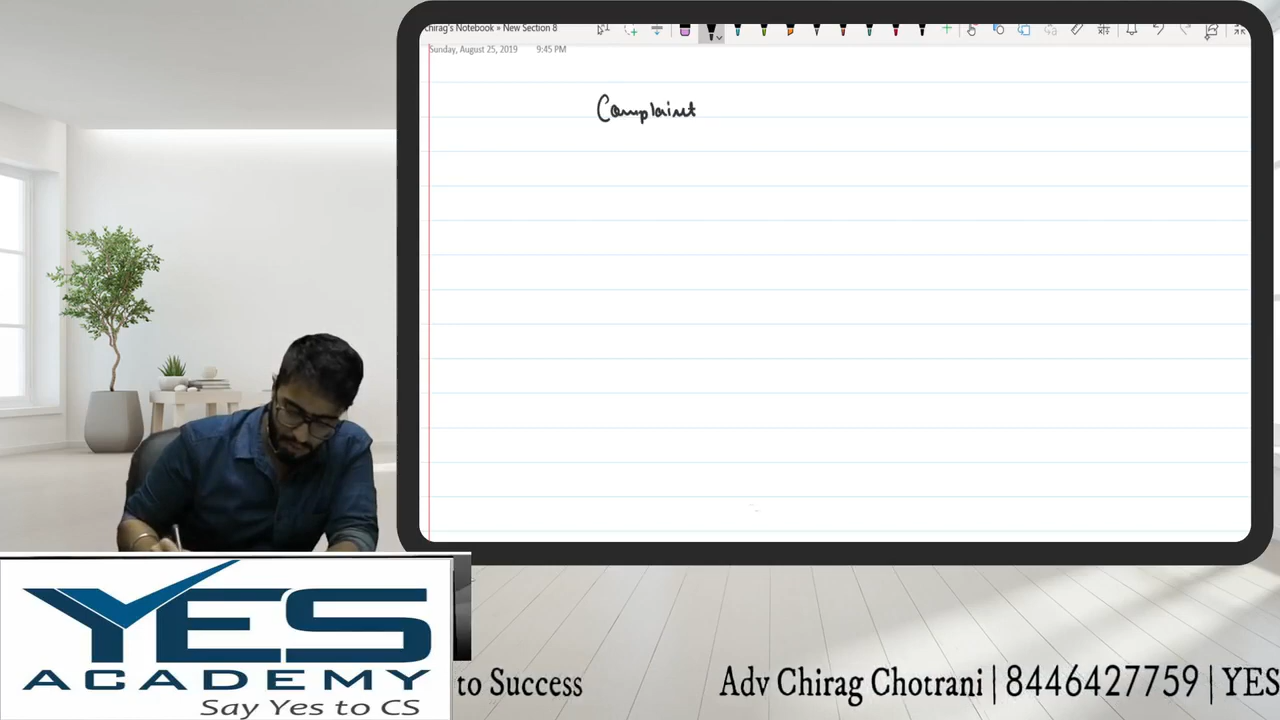 chirag's Notebook » New Section 8
Sunday, August 25, 2019 9:45 PM
Complaint
YES
ACADEMY
Say Yes to CS
to Success Adv Chirag Chotrani | 8446427759 | YES